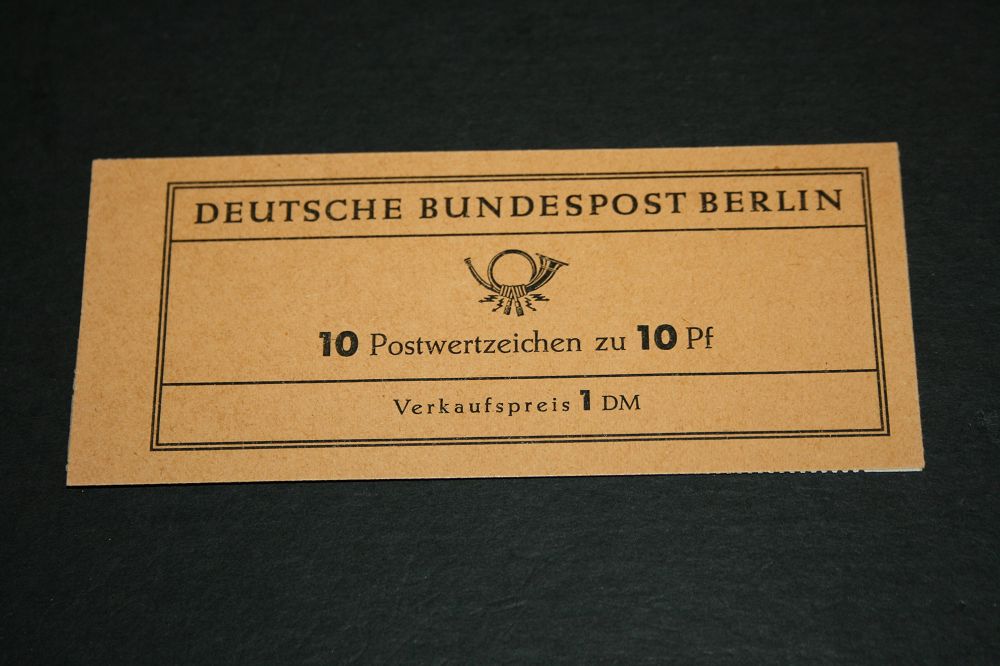 DEUTSCHE BUNDESPOST BERLIN
10 Postwertzeichen zu 10 Pf
Verkaufspreis 1 DM